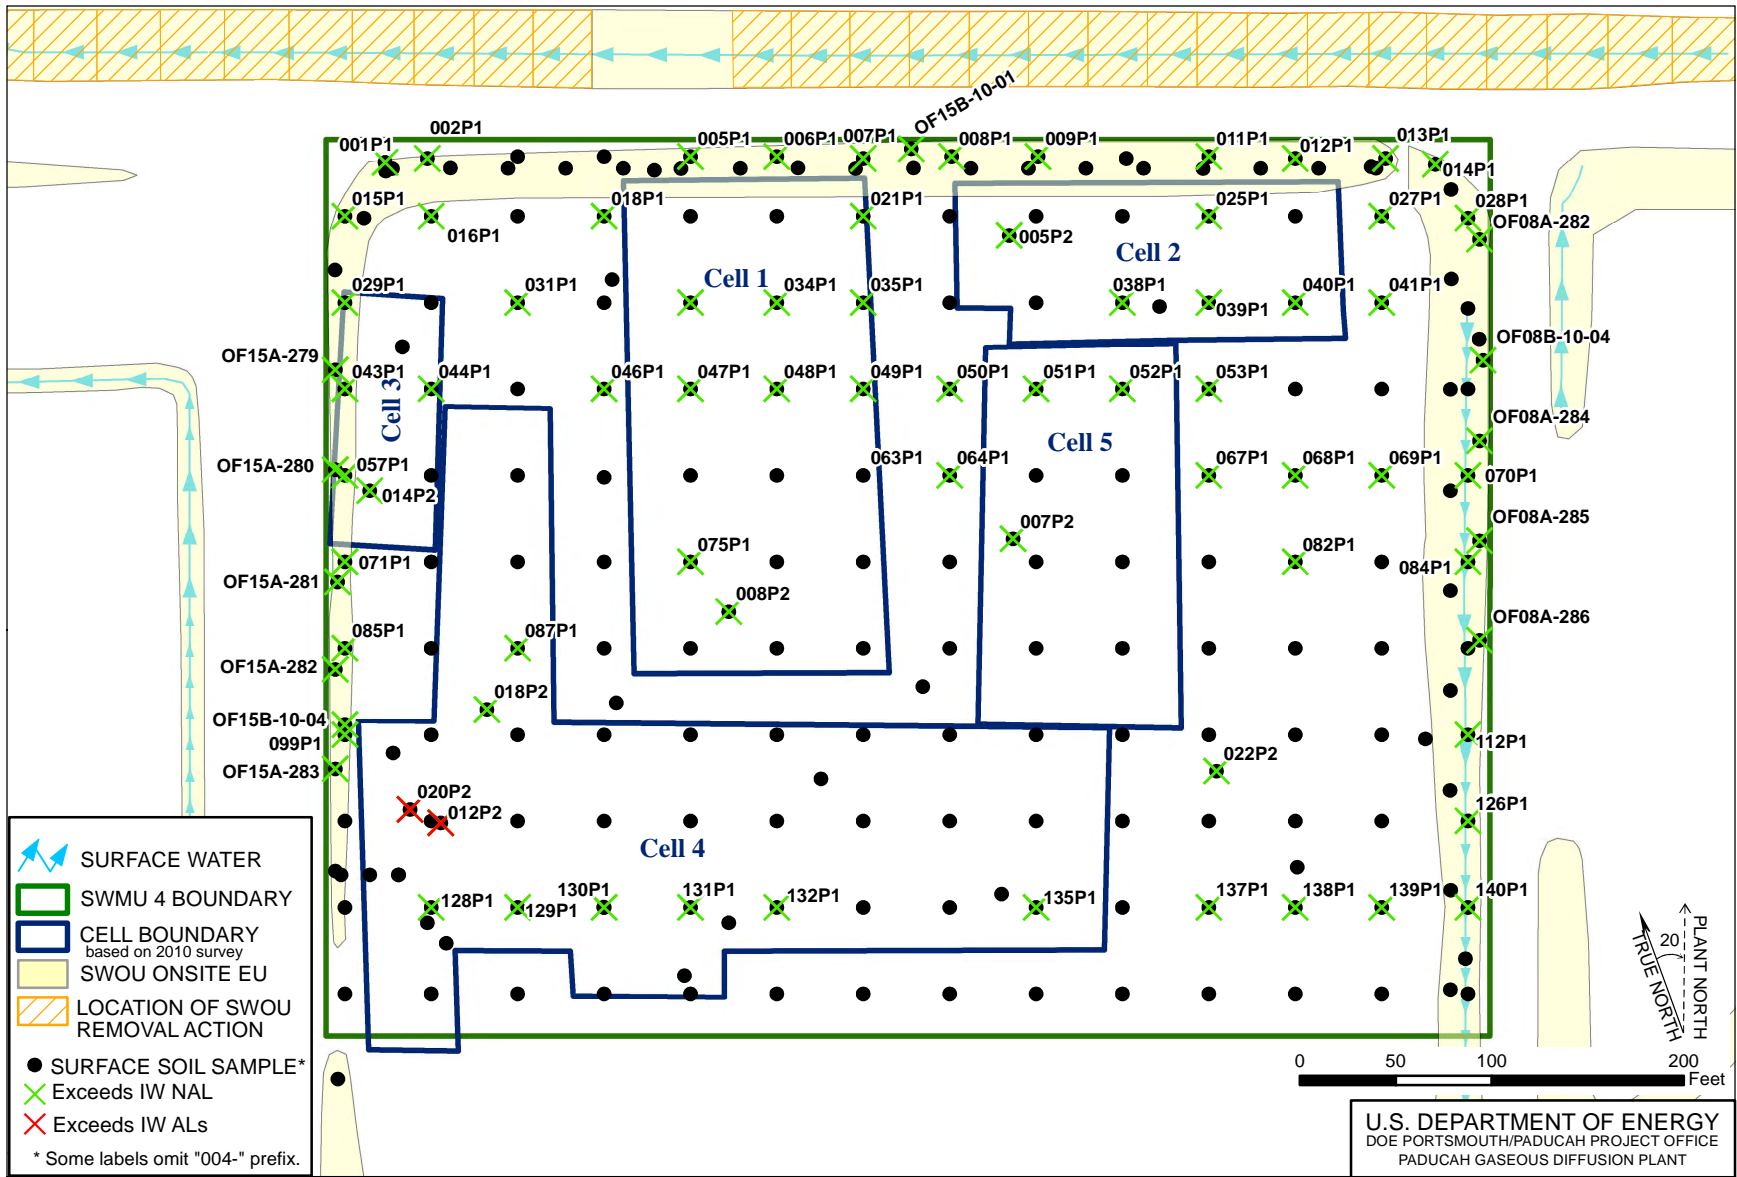 OF15B-10-01
002P1
001P1
005P1
006P1
007P1
008P1
009P1
011P1
012P1
013P1
014P1
015P1
016P1
018P1
021P1
025P1
027P1
028P1
OF08A-282
005P2
Cell 2
Cell 1
029P1
031P1
034P1
035P1
038P1
039P1
040P1
041P1
OF08B-10-04
OF15A-279
043P1
044P1
Cell 3
046P1
047P1
048P1
049P1
050P1
051P1
052P1
053P1
OF08A-284
Cell 5
OF15A-280
057P1
014P2
063P1
064P1
067P1
068P1
069P1
070P1
OF08A-285
007P2
071P1
075P1
082P1
084P1
OF15A-281
008P2
OF08A-286
085P1
087P1
OF15A-282
018P2
OF15B-10-04
099P1
112P1
OF15A-283
022P2
020P2
012P2
126P1
Cell 4
128P1
129P1
130P1
131P1
132P1
135P1
137P1
138P1
139P1
140P1
SURFACE WATER
SWMU 4 BOUNDARY
CELL BOUNDARY
based on 2010 survey
SWOU ONSITE EU
LOCATION OF SWOU
REMOVAL ACTION
SURFACE SOIL SAMPLE*
Exceeds IW NAL
Exceeds IW ALs
* Some labels omit "004-" prefix.
TRUE NORTH
20
PLANT NORTH
0 50 100 200
Feet
U.S. DEPARTMENT OF ENERGY
DOE PORTSMOUTH/PADUCAH PROJECT OFFICE
PADUCAH GASEOUS DIFFUSION PLANT